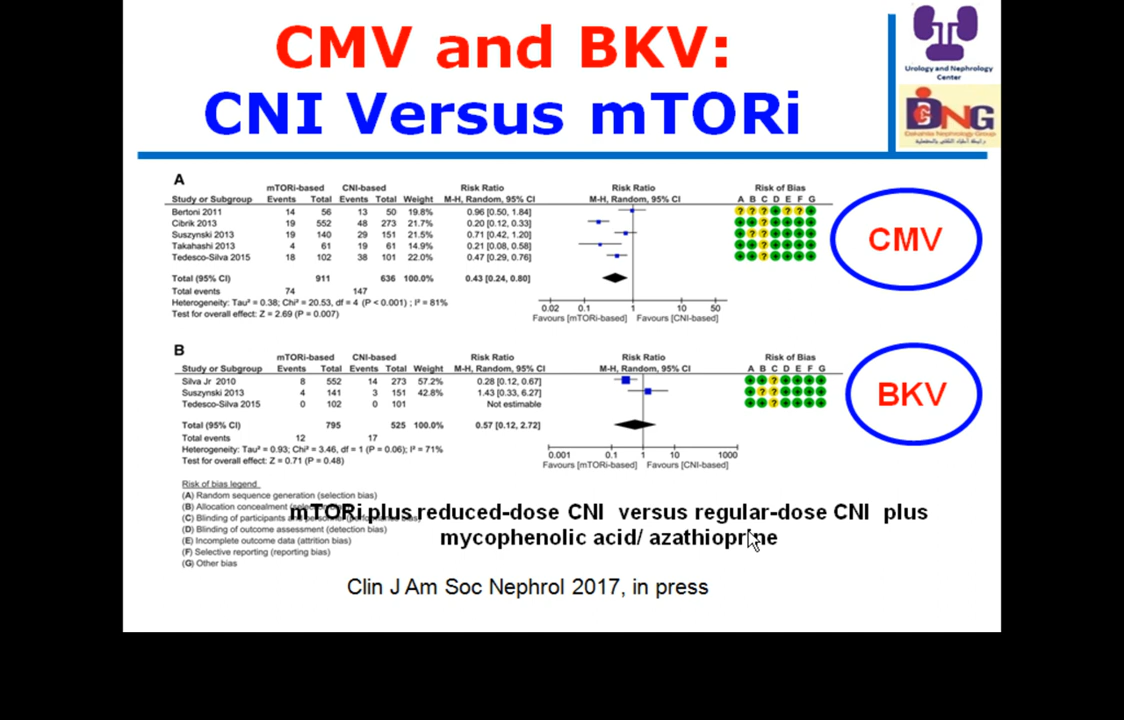 CMV and BKV:
CNI Versus mTORi
Urology and Nephrology
Center
DNG
Dakahlia Nephrology Group
A
mTORi-based CNI-based Risk Ratio Risk Ratio Risk of Bias
Study or Subgroup Events Total Events Total Weight M-H, Random, 95% CI M-H, Random, 95% CI A B C D E F G
Bertoni 2011 14 56 13 50 19.8% 0.96 [0.50, 1.84] ? ? ? + ? ? +
Cibrik 2013 19 552 48 273 21.7% 0.20 [0.12, 0.33] + + ? + + + +
Suszynski 2013 19 140 29 151 21.5% 0.71 [0.42, 1.20] + ? ? + + + +
Takahashi 2013 4 61 19 61 14.9% 0.21 [0.08, 0.58] + + ? + + + +
Tedesco-Silva 2015 18 102 38 101 22.0% 0.47 [0.29, 0.76] + + ? + + + +
Total (95% CI) 911 636 100.0% 0.43 [0.24, 0.80]
Total events 74 147
Heterogeneity: Tau² = 0.38; Chi² = 20.53, df = 4 (P < 0.001) ; I² = 81%
Test for overall effect: Z = 2.69 (P = 0.007)
0.02 0.1 1 10 50
Favours [mTORi-based] Favours [CNI-based]
CMV
B
mTORi-based CNI-based Risk Ratio Risk Ratio Risk of Bias
Study or Subgroup Events Total Events Total Weight M-H, Random, 95% CI M-H, Random, 95% CI A B C D E F G
Silva Jr 2010 8 552 14 273 57.2% 0.28 [0.12, 0.67] + + ? + + + +
Suszynski 2013 4 141 3 151 42.8% 1.43 [0.33, 6.27] + ? ? + + + +
Tedesco-Silva 2015 0 102 0 101 Not estimable + + ? + + + +
Total (95% CI) 795 525 100.0% 0.57 [0.12, 2.72]
Total events 12 17
Heterogeneity: Tau² = 0.93; Chi² = 3.46, df = 1 (P = 0.06); I² = 71%
Test for overall effect: Z = 0.71 (P = 0.48)
0.001 0.1 1 10 1000
Favours [mTORi-based] Favours [CNI-based]
BKV
Risk of bias legend
(A) Random sequence generation (selection bias)
(B) Allocation concealment
(C) Blinding of participants
(D) Blinding of outcome assessment (detection bias)
(E) Incomplete outcome data (attrition bias)
(F) Selective reporting (reporting bias)
(G) Other bias
mTORi plus reduced-dose CNI versus regular-dose CNI plus
mycophenolic acid/ azathioprine
Clin J Am Soc Nephrol 2017, in press